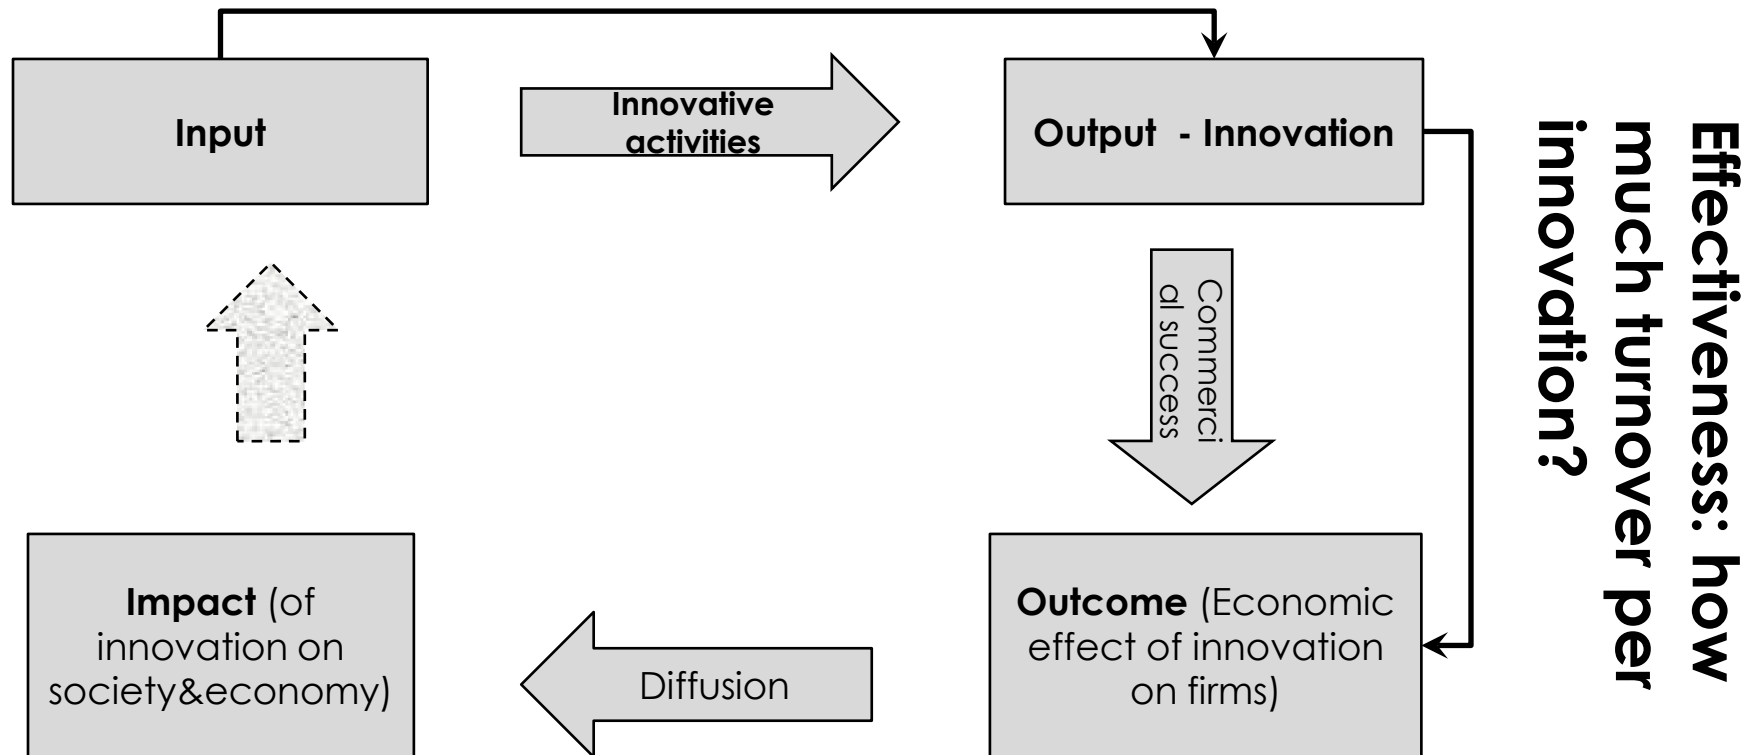 Input
Innovative
activities
Output - Innovation
Effectiveness: how
much turnover per
innovation?
Commerci
al success
Impact (of
innovation on
society&economy)
Diffusion
Outcome (Economic
effect of innovation
on firms)